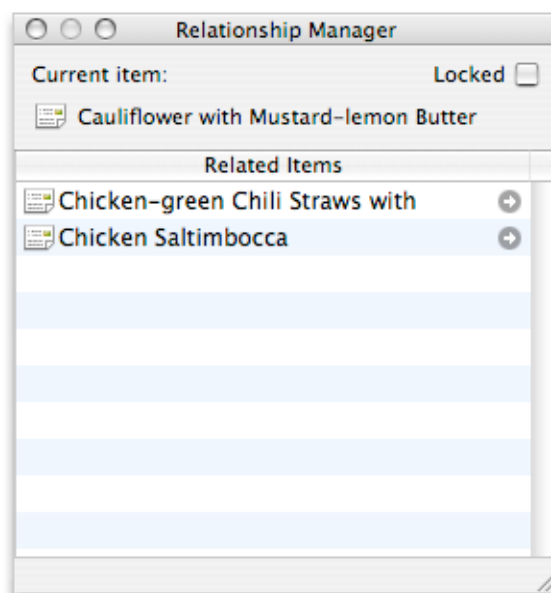 Relationship Manager
Current item:
Locked
Cauliflower with Mustard-lemon Butter
Related Items
Chicken-green Chili Straws with
Chicken Saltimbocca